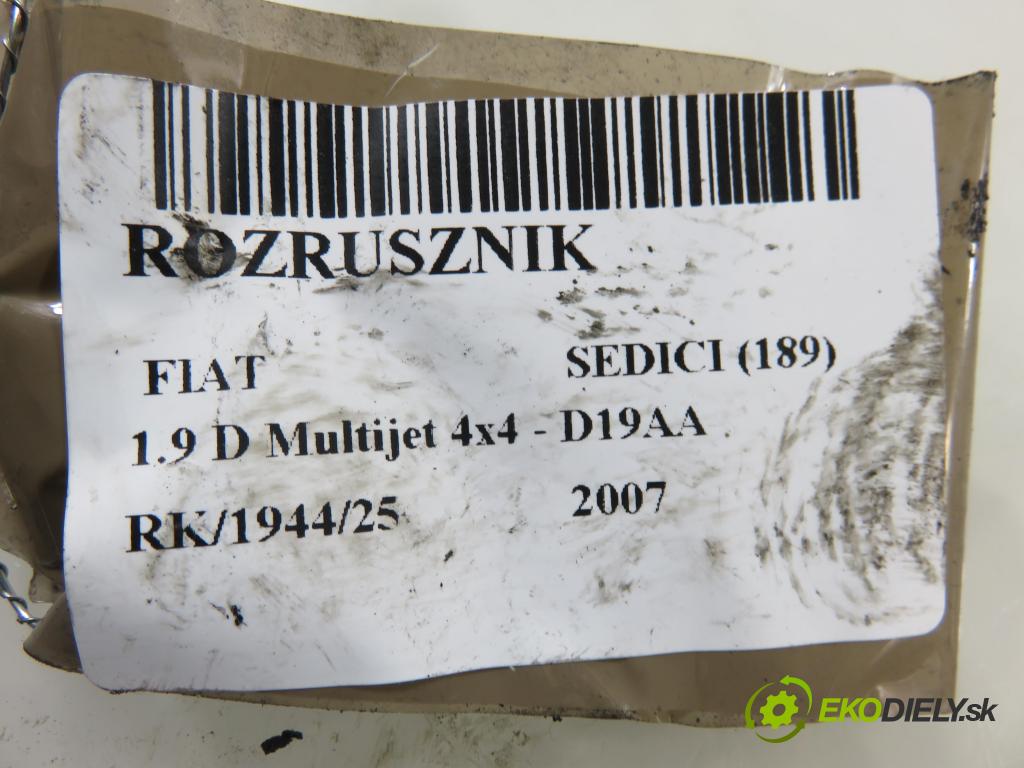 ROZRUSZNIK
FIAT SEDICI (189)
1.9 D Multijet 4x4 - D19AA
RK/1944/25 2007
EKODIELY.sk